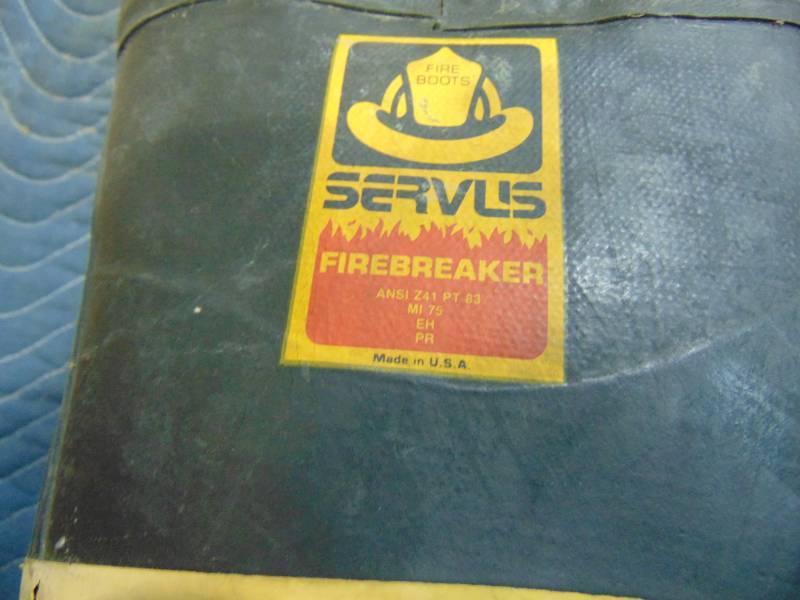 FIRE
BOOTS
SERVUS
FIREBREAKER
ANSI Z41 PT 83
MI 75
EH
PR
Made in U.S.A.